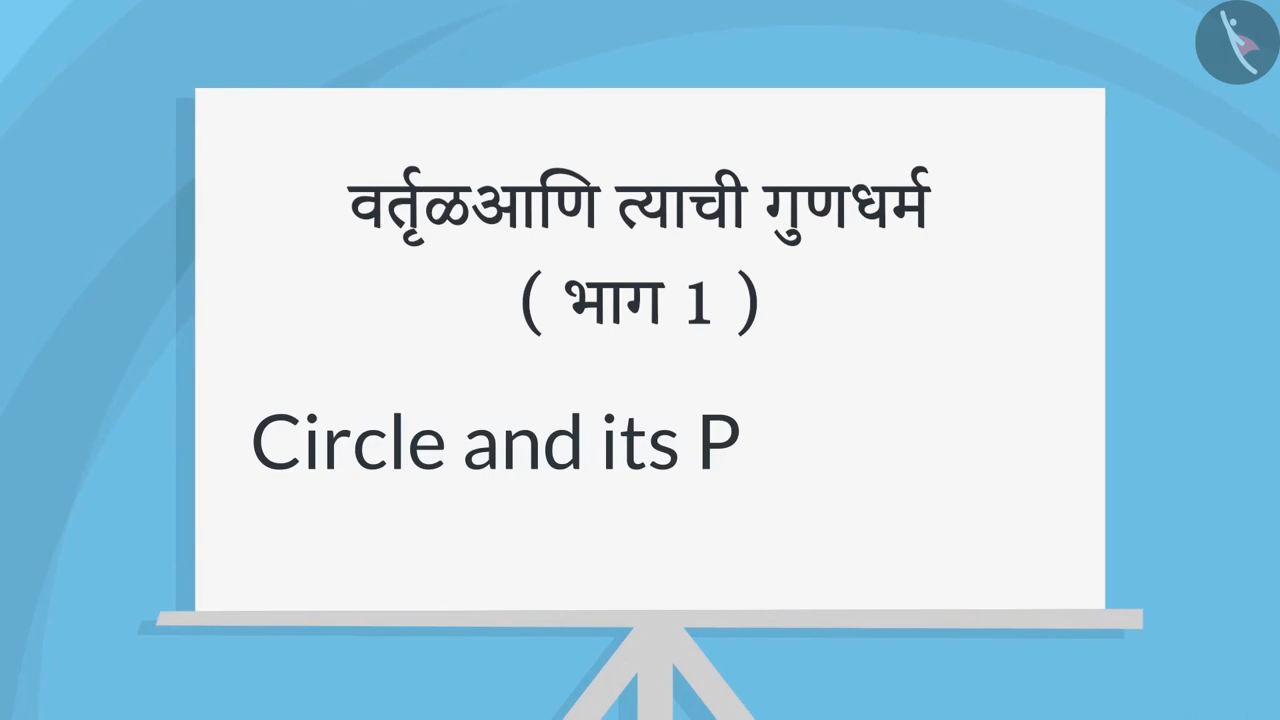 वर्तृळआणि त्याची गुणधर्म
( भाग 1 )
Circle and its P